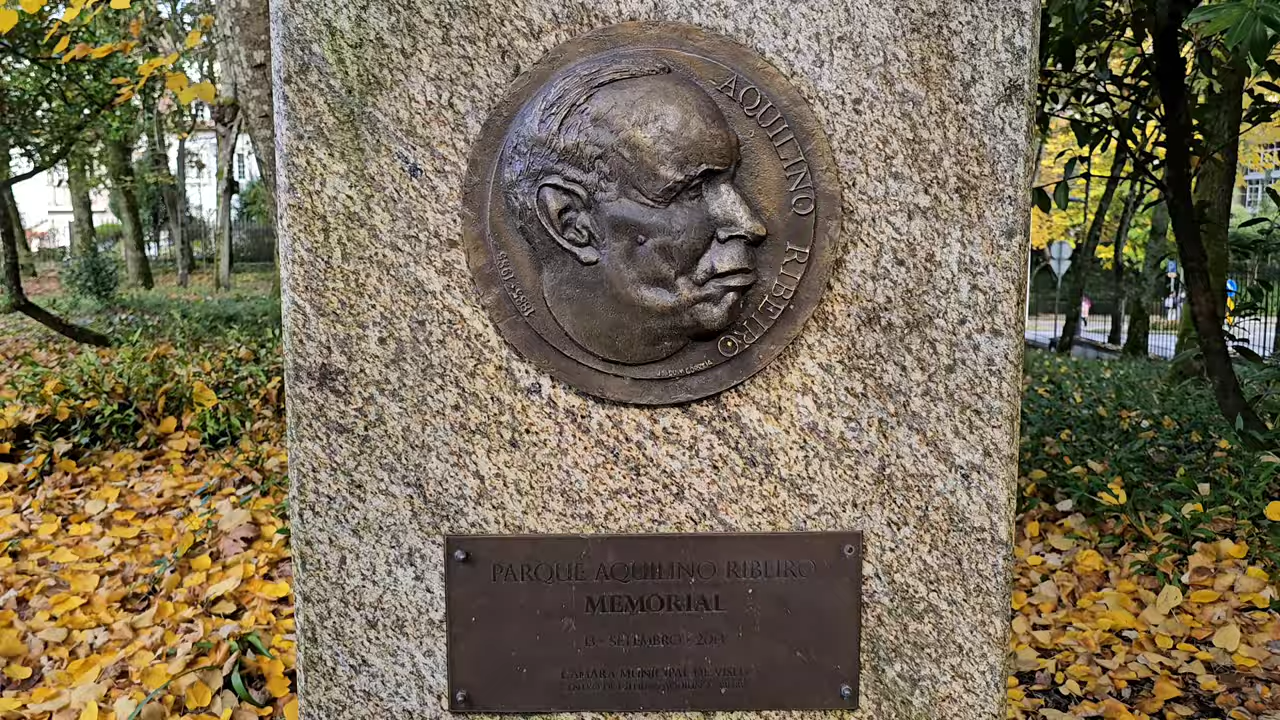 AQUILINO RIBEIRO
1885-1963
PARQUE AQUILINO RIBEIRO
MEMORIAL
13 - SETEMBRO - 2013
CÂMARA MUNICIPAL DE VISEU